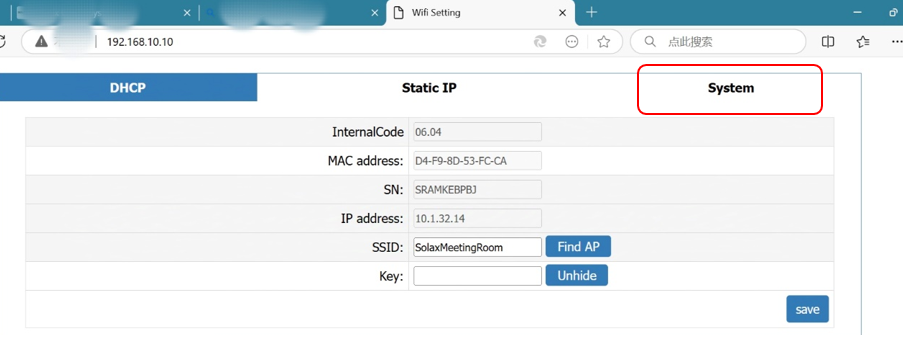 Wifi Setting
192.168.10.10
点此搜索
DHCP
Static IP
System
InternalCode 06.04
MAC address: D4-F9-8D-53-FC-CA
SN: SRAMKEBPBJ
IP address: 10.1.32.14
SSID: SolaxMeetingRoom Find AP
Key: Unhide
save